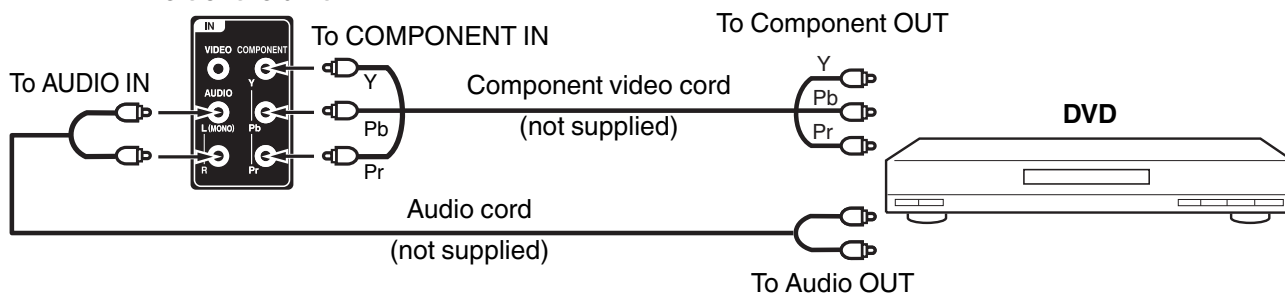 IN
VIDEO COMPONENT
Y
AUDIO
L (MONO)
Pb
R
Pr
To AUDIO IN
To COMPONENT IN
Y
Pb
Pr
Component video cord
(not supplied)
To Component OUT
Y
Pb
Pr
DVD
Audio cord
(not supplied)
To Audio OUT